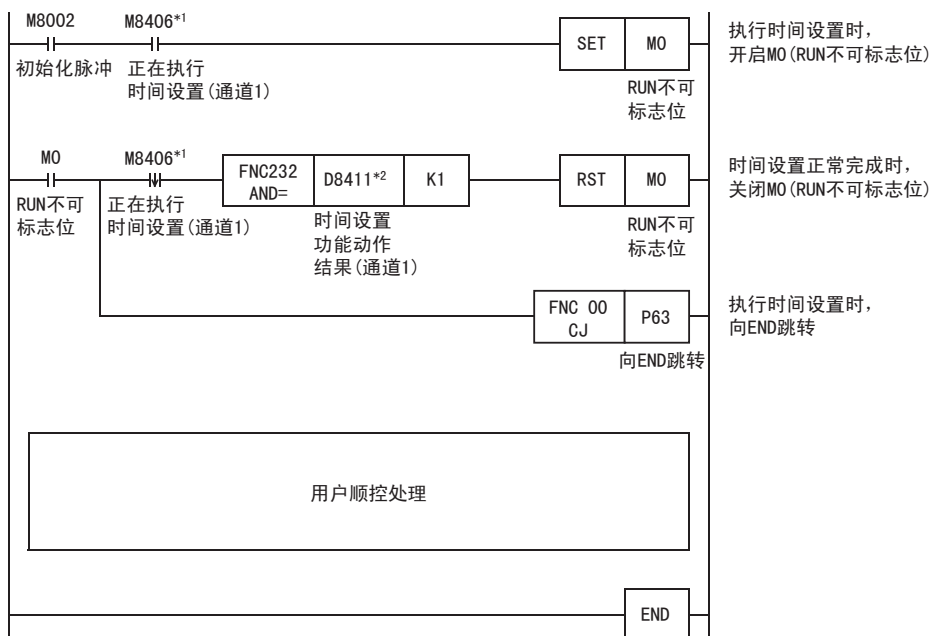 M8002 M8406*1
SET M0
执行时间设置时，
开启M0(RUN不可标志位)
初始化脉冲 正在执行
时间设置(通道1)
RUN不可
标志位
M0 M8406*1
FNC232
AND=
D8411*2 K1
RST M0
时间设置正常完成时，
关闭M0(RUN不可标志位)
RUN不可
标志位
正在执行
时间设置(通道1)
时间设置
功能动作
结果(通道1)
RUN不可
标志位
FNC 00
CJ
P63
执行时间设置时，
向END跳转
向END跳转
用户顺控处理
END